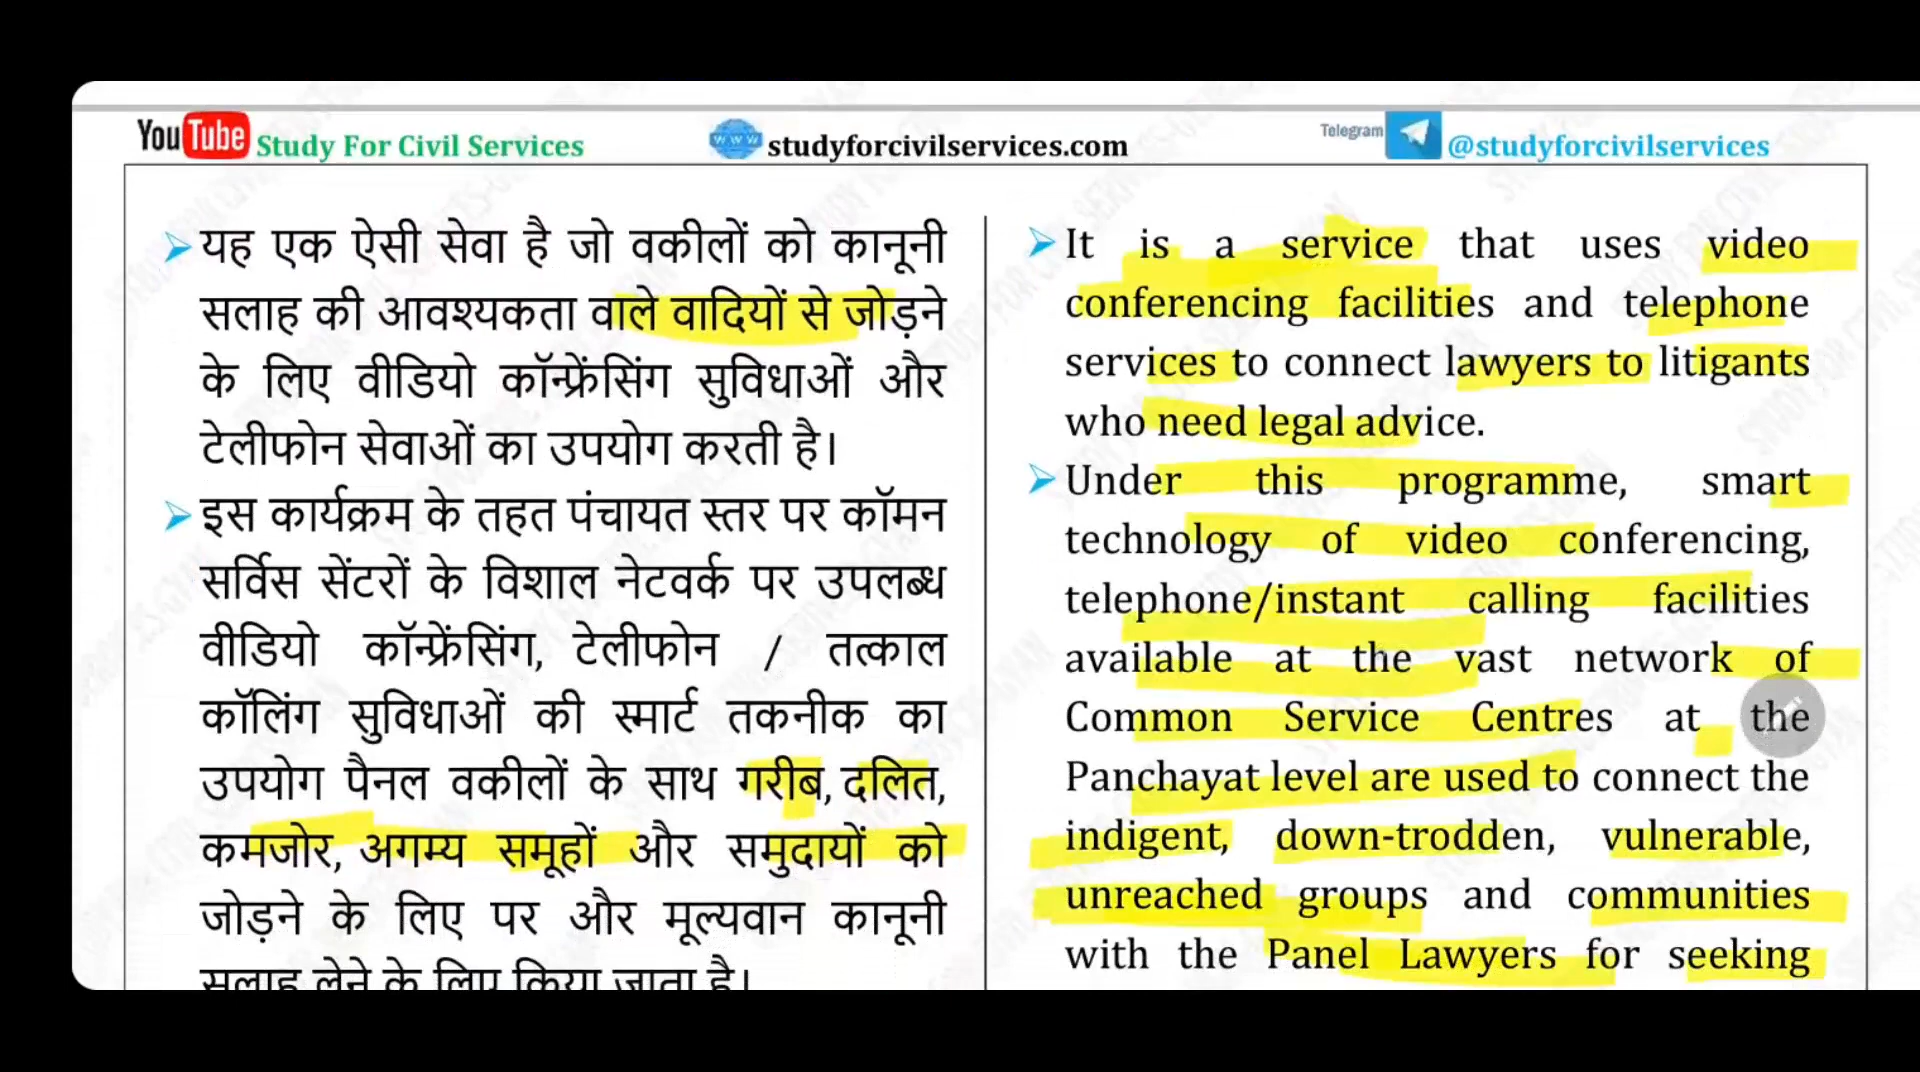 YouTube Study For Civil Services
www studyforcivilservices.com
Telegram @studyforcivilservices
यह एक ऐसी सेवा है जो वकीलों को कानूनी
सलाह की आवश्यकता वाले वादियों से जोड़ने
के लिए वीडियो कॉन्फ्रेंसिंग सुविधाओं और
टेलीफोन सेवाओं का उपयोग करती है।
इस कार्यक्रम के तहत पंचायत स्तर पर कॉमन
सर्विस सेंटरों के विशाल नेटवर्क पर उपलब्ध
वीडियो कॉन्फ्रेंसिंग, टेलीफोन / तत्काल
कॉलिंग सुविधाओं की स्मार्ट तकनीक का
उपयोग पैनल वकीलों के साथ गरीब, दलित,
कमजोर, अगम्य समूहों और समुदायों को
जोड़ने के लिए पर और मूल्यवान कानूनी
सलाह लेने के लिए किया जाता है।
It is a service that uses video
conferencing facilities and telephone
services to connect lawyers to litigants
who need legal advice.
Under this programme, smart
technology of video conferencing,
telephone/instant calling facilities
available at the vast network of
Common Service Centres at the
Panchayat level are used to connect the
indigent, down-trodden, vulnerable,
unreached groups and communities
with the Panel Lawyers for seeking